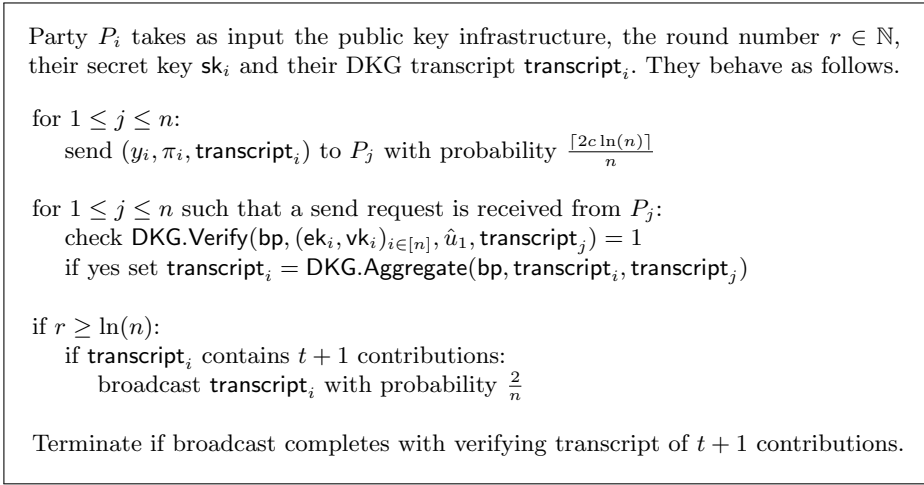 Party P_i takes as input the public key infrastructure, the round number r ∈ ℕ,
their secret key sk_i and their DKG transcript transcript_i. They behave as follows.
for 1 ≤ j ≤ n:
send (y_i, π_i, transcript_i) to P_j with probability ⌈2c ln(n)⌉/n
for 1 ≤ j ≤ n such that a send request is received from P_j:
check DKG.Verify(bp, (ek_i, vk_i)_{i∈[n]}, û_1, transcript_j) = 1
if yes set transcript_i = DKG.Aggregate(bp, transcript_i, transcript_j)
if r ≥ ln(n):
if transcript_i contains t + 1 contributions:
broadcast transcript_i with probability 2/n
Terminate if broadcast completes with verifying transcript of t + 1 contributions.